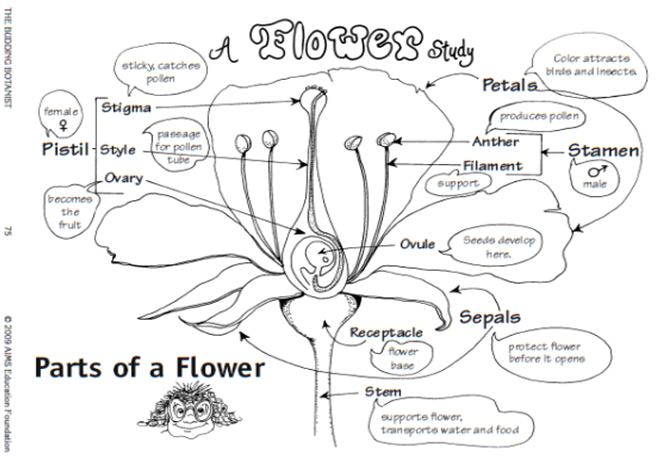 A Flower Study
sticky, catches
pollen
Color attracts
birds and insects.
Petals
female
♀
Stigma
produces pollen
Pistil
Style
passage
for pollen
tube
Anther
Filament
Stamen
♂
male
support
Ovary
becomes
the
fruit
Ovule
Seeds develop
here.
Sepals
protect flower
before it opens
Receptacle
flower
base
Stem
supports flower,
transports water and food
Parts of a Flower
THE BUDDING BOTANIST
75
© 2009 AIMS Education Foundation